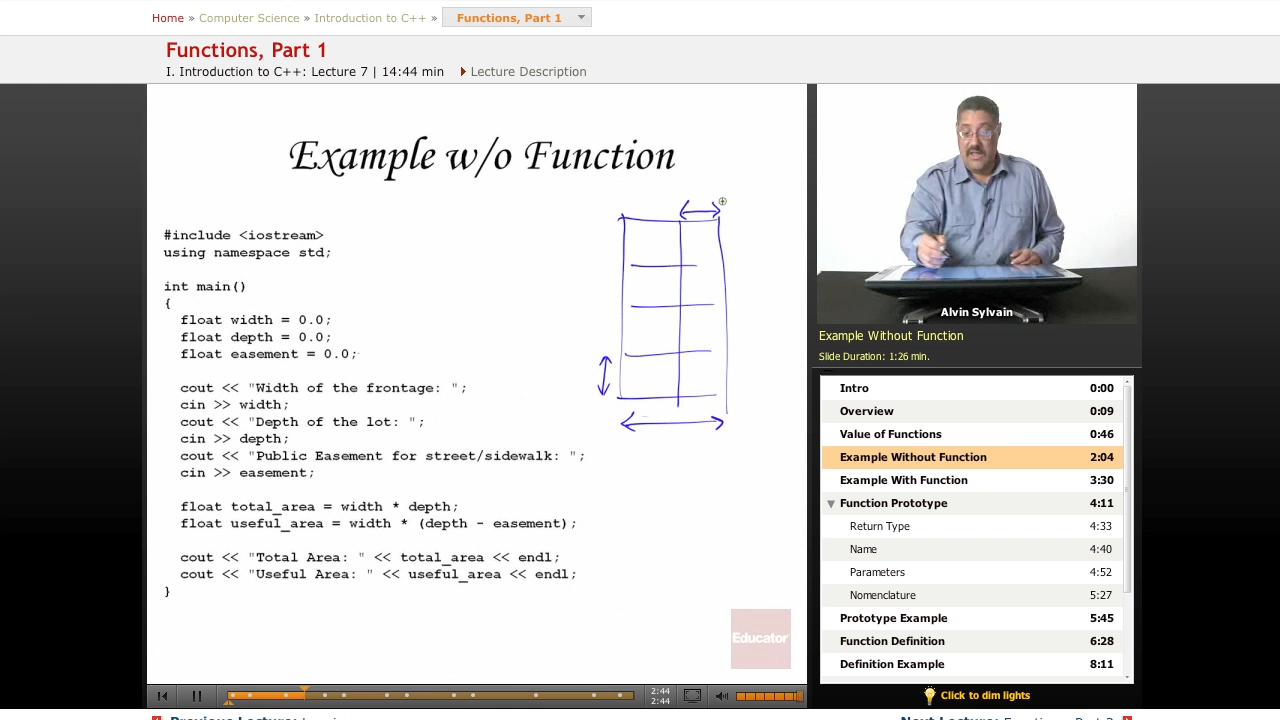 Home » Computer Science » Introduction to C++ » Functions, Part 1
Functions, Part 1
I. Introduction to C++: Lecture 7 | 14:44 min Lecture Description
Example w/o Function
#include <iostream>
using namespace std;
int main()
{
float width = 0.0;
float depth = 0.0;
float easement = 0.0;
cout << "Width of the frontage: ";
cin >> width;
cout << "Depth of the lot: ";
cin >> depth;
cout << "Public Easement for street/sidewalk: ";
cin >> easement;
float total_area = width * depth;
float useful_area = width * (depth - easement);
cout << "Total Area: " << total_area << endl;
cout << "Useful Area: " << useful_area << endl;
}
Educator
2:44
2:44
Alvin Sylvain
Example Without Function
Slide Duration: 1:26 min.
Intro 0:00
Overview 0:09
Value of Functions 0:46
Example Without Function 2:04
Example With Function 3:30
Function Prototype 4:11
Return Type 4:33
Name 4:40
Parameters 4:52
Nomenclature 5:27
Prototype Example 5:45
Function Definition 6:28
Definition Example 8:11
Click to dim lights
Previous Lecture:
Next Lecture: Functions, Part 2